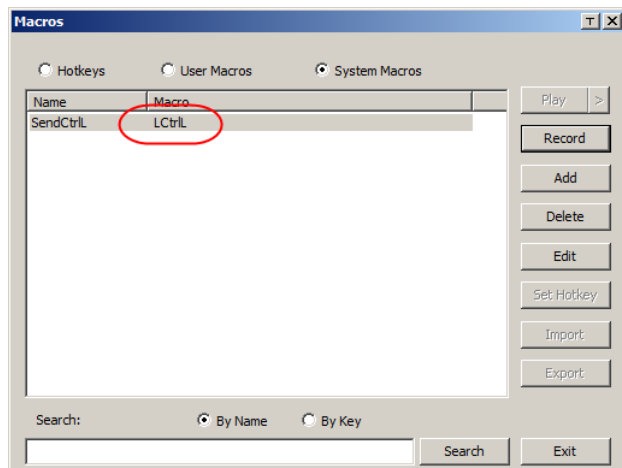 Macros
Hotkeys User Macros System Macros
Name Macro
SendCtrlL LCtrlL
Play >
Record
Add
Delete
Edit
Set Hotkey
Import
Export
Search: By Name By Key
Search Exit